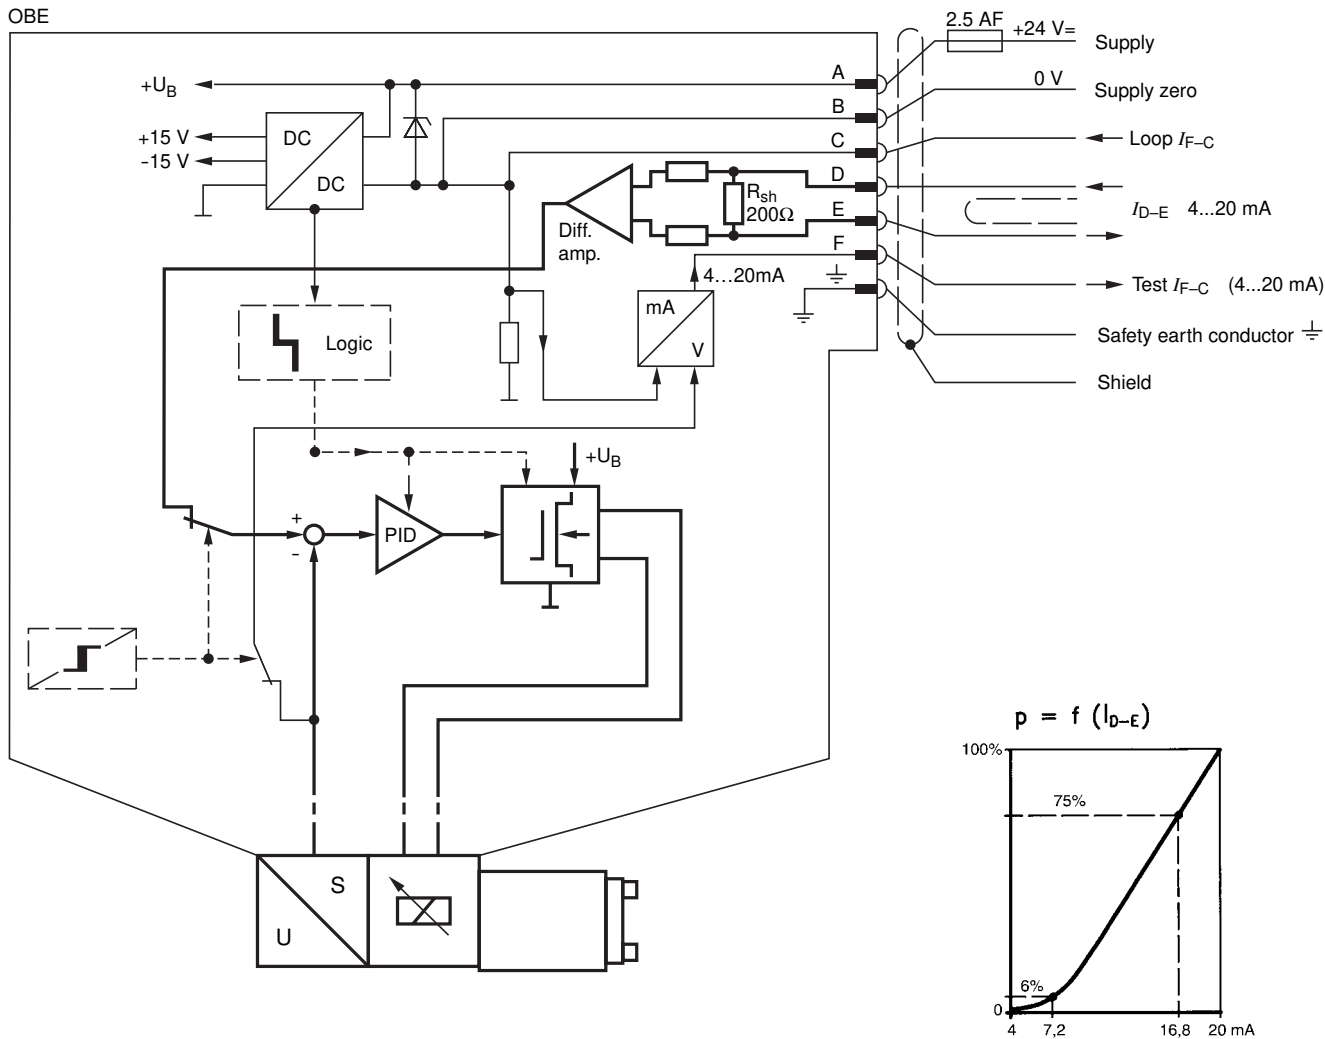 OBE
2.5 AF
+24 V=
Supply
+U_B
A
0 V
Supply zero
B
+15 V
-15 V
DC
DC
C
Loop I_F–C
D
R_sh
200Ω
E
I_D–E 4...20 mA
Diff.
amp.
F
4...20mA
Test I_F–C (4...20 mA)
mA
V
Logic
Safety earth conductor
Shield
+U_B
+
-
PID
S
U
p = f (I_D–E)
100%
75%
6%
0
4
7,2
16,8
20 mA